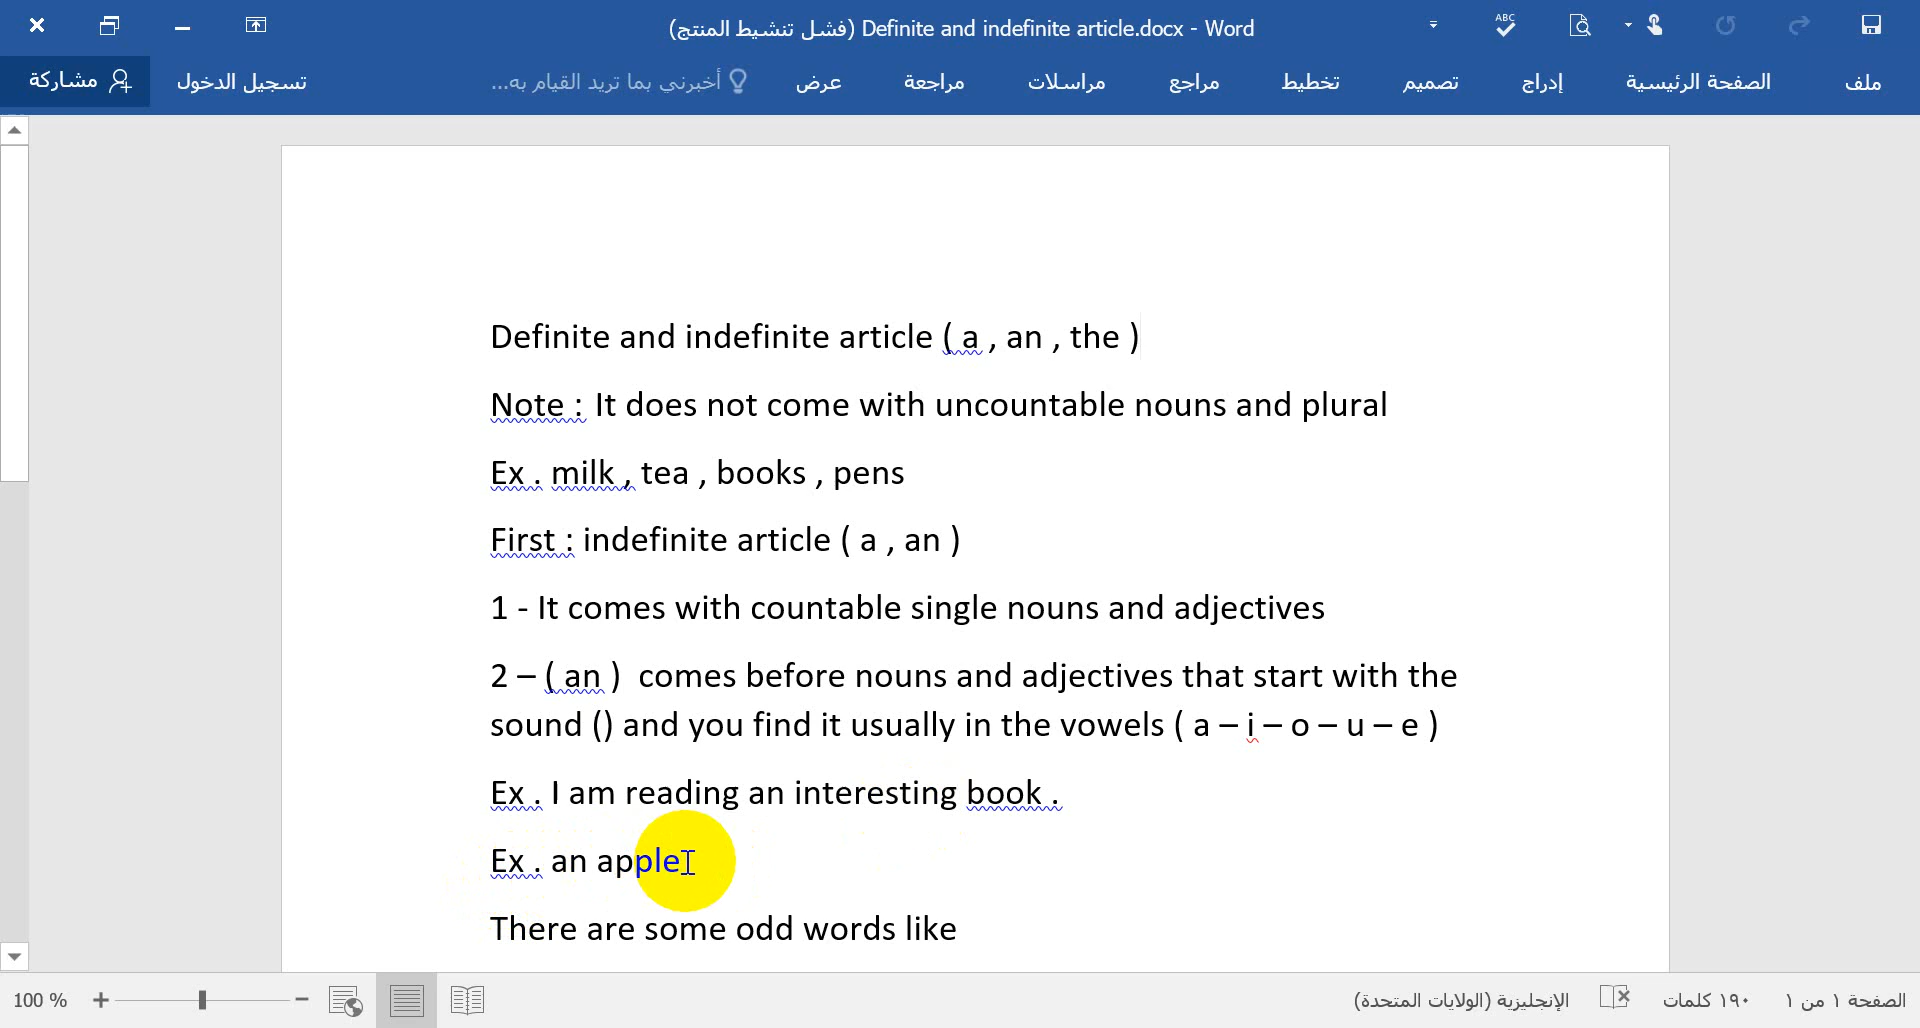 Definite and indefinite article.docx - Word (فشل تنشيط المنتج)
ABC
ملف الصفحة الرئيسية إدراج تصميم تخطيط مراجع مراسلات مراجعة عرض أخبرني بما تريد القيام به... تسجيل الدخول مشاركة
Definite and indefinite article ( a , an , the )
Note : It does not come with uncountable nouns and plural
Ex . milk , tea , books , pens
First : indefinite article ( a , an )
1 - It comes with countable single nouns and adjectives
2 – ( an )  comes before nouns and adjectives that start with the
sound () and you find it usually in the vowels ( a – i – o – u – e )
Ex . I am reading an interesting book .
Ex . an apple
There are some odd words like
الصفحة ١ من ١ ١٩٠ كلمات الإنجليزية (الولايات المتحدة) 100 %